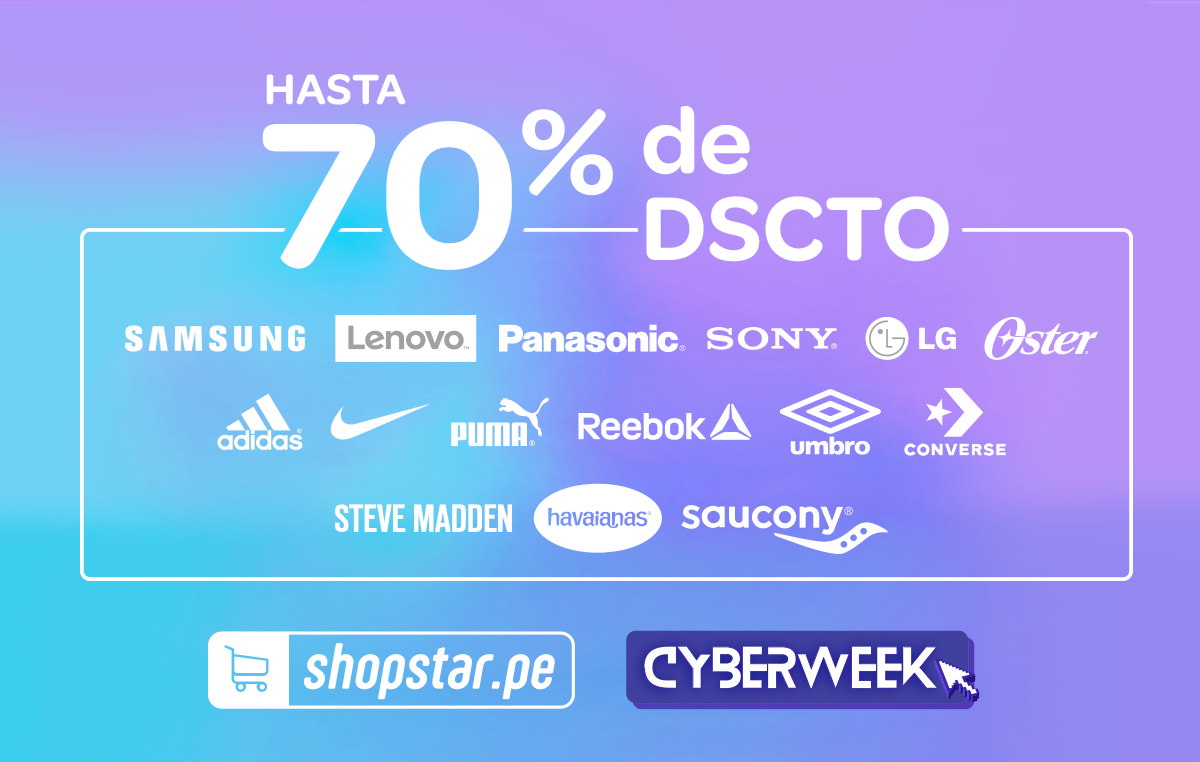 HASTA
70% de
DSCTO
SAMSUNG Lenovo™ Panasonic® SONY® LG Oster®
adidas® PUMA® Reebok umbro CONVERSE
STEVE MADDEN havaianas® saucony®
shopstar.pe CYBERWEEK